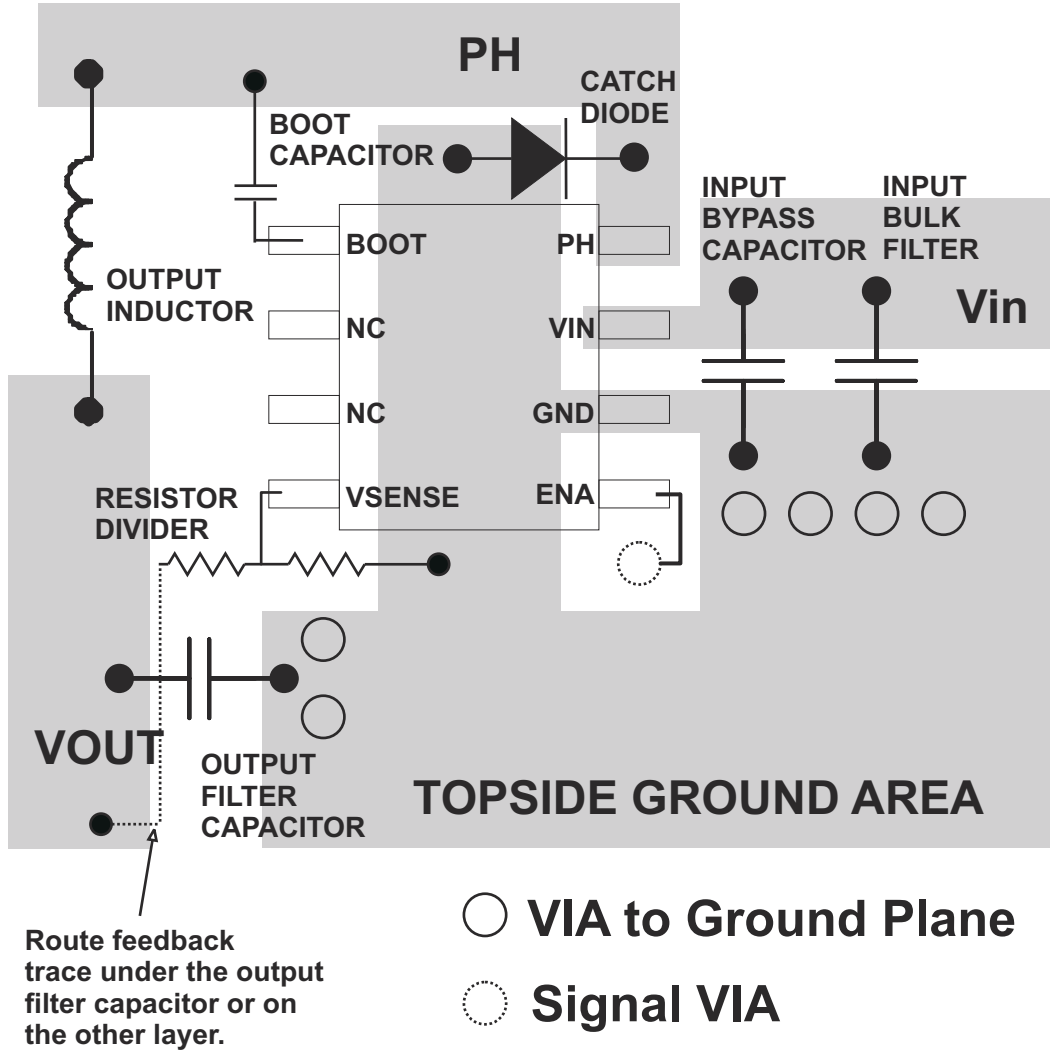 PH
CATCH
DIODE
BOOT
CAPACITOR
INPUT
BYPASS
CAPACITOR
INPUT
BULK
FILTER
OUTPUT
INDUCTOR
BOOT
PH
Vin
NC
VIN
NC
GND
RESISTOR
DIVIDER
VSENSE
ENA
VOUT
OUTPUT
FILTER
CAPACITOR
TOPSIDE GROUND AREA
Route feedback
trace under the output
filter capacitor or on
the other layer.
VIA to Ground Plane
Signal VIA